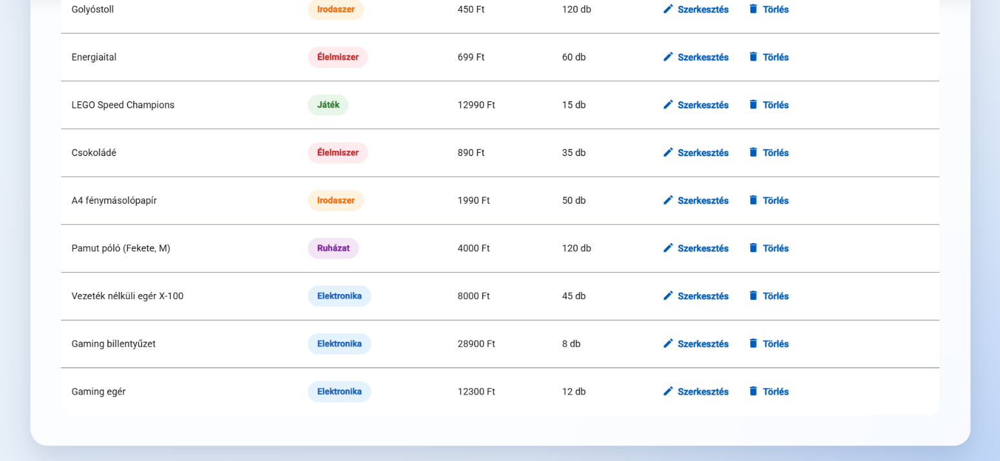 Golyóstoll Irodaszer 450 Ft 120 db Szerkesztés Törlés
Energiaital Élelmiszer 699 Ft 60 db Szerkesztés Törlés
LEGO Speed Champions Játék 12990 Ft 15 db Szerkesztés Törlés
Csokoládé Élelmiszer 890 Ft 35 db Szerkesztés Törlés
A4 fénymásolópapír Irodaszer 1990 Ft 50 db Szerkesztés Törlés
Pamut póló (Fekete, M) Ruházat 4000 Ft 120 db Szerkesztés Törlés
Vezeték nélküli egér X-100 Elektronika 8000 Ft 45 db Szerkesztés Törlés
Gaming billentyűzet Elektronika 28900 Ft 8 db Szerkesztés Törlés
Gaming egér Elektronika 12300 Ft 12 db Szerkesztés Törlés